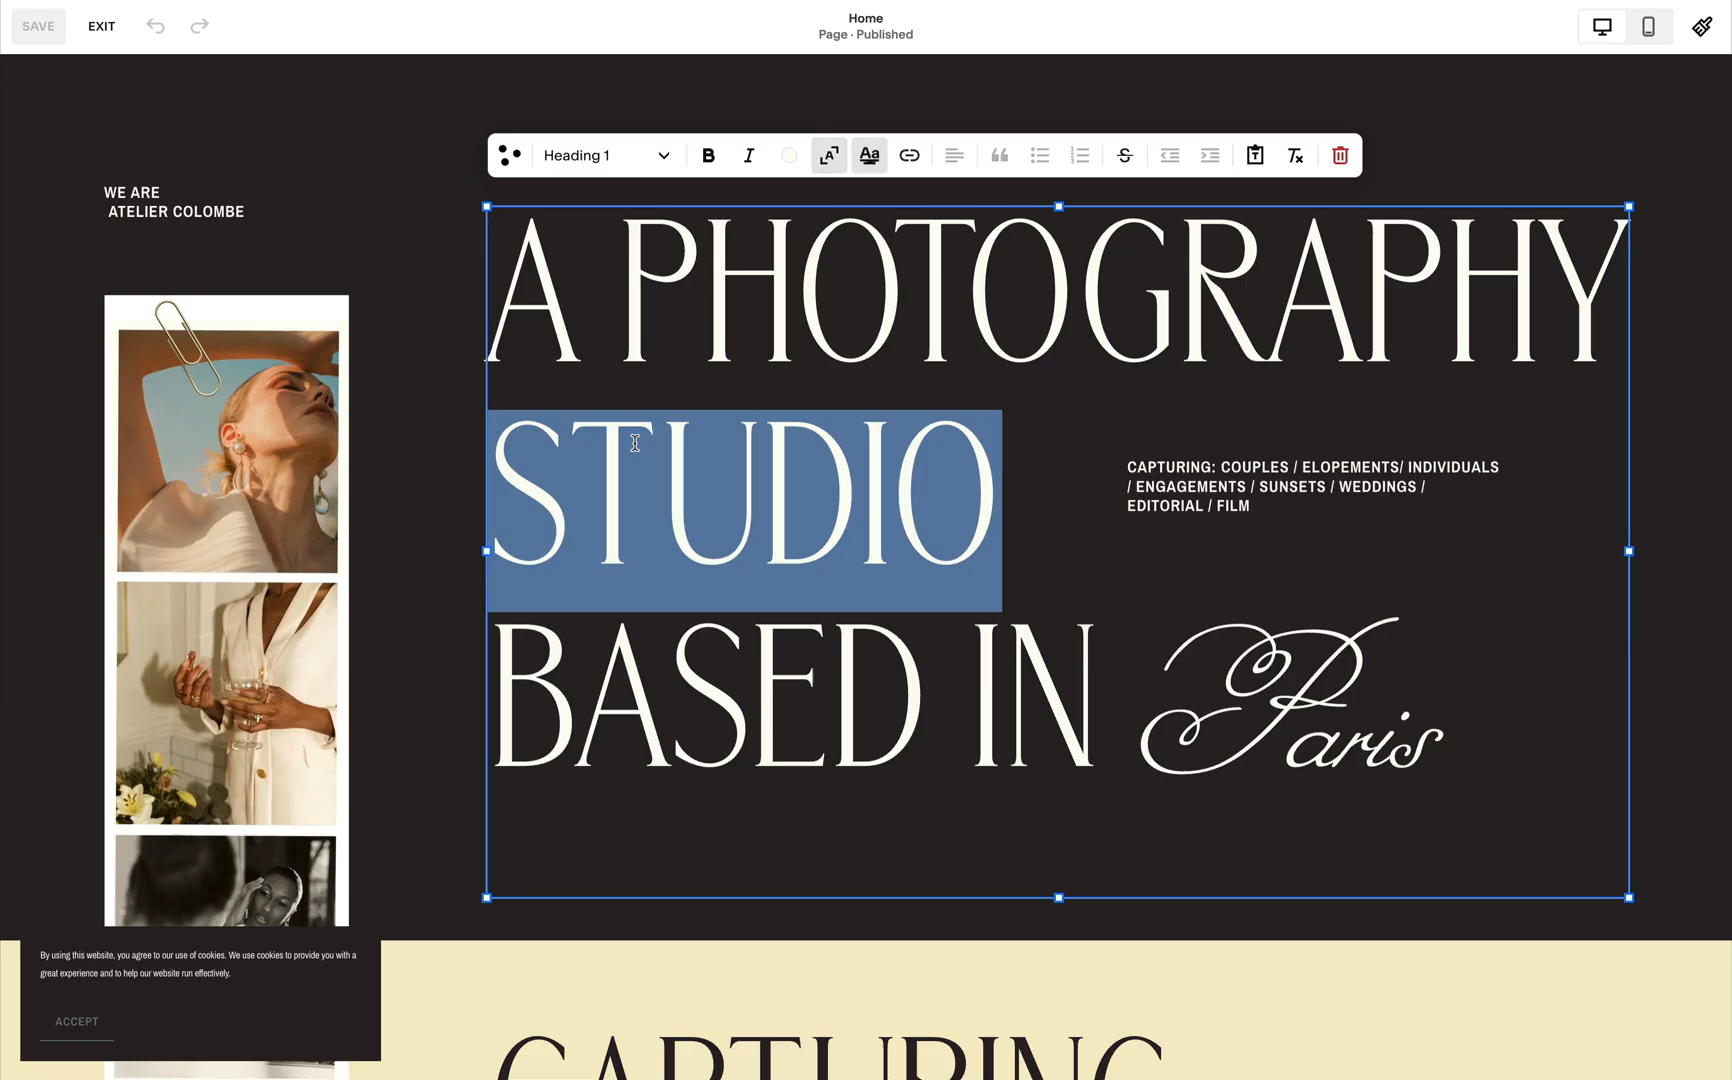 SAVE
EXIT
Home
Page · Published
Heading 1
WE ARE
ATELIER COLOMBE
A PHOTOGRAPHY
STUDIO
CAPTURING: COUPLES / ELOPEMENTS/ INDIVIDUALS
/ ENGAGEMENTS / SUNSETS / WEDDINGS /
EDITORIAL / FILM
BASED IN Paris
By using this website, you agree to our use of cookies. We use cookies to provide you with a
great experience and to help our website run effectively.
ACCEPT
CAPTURING